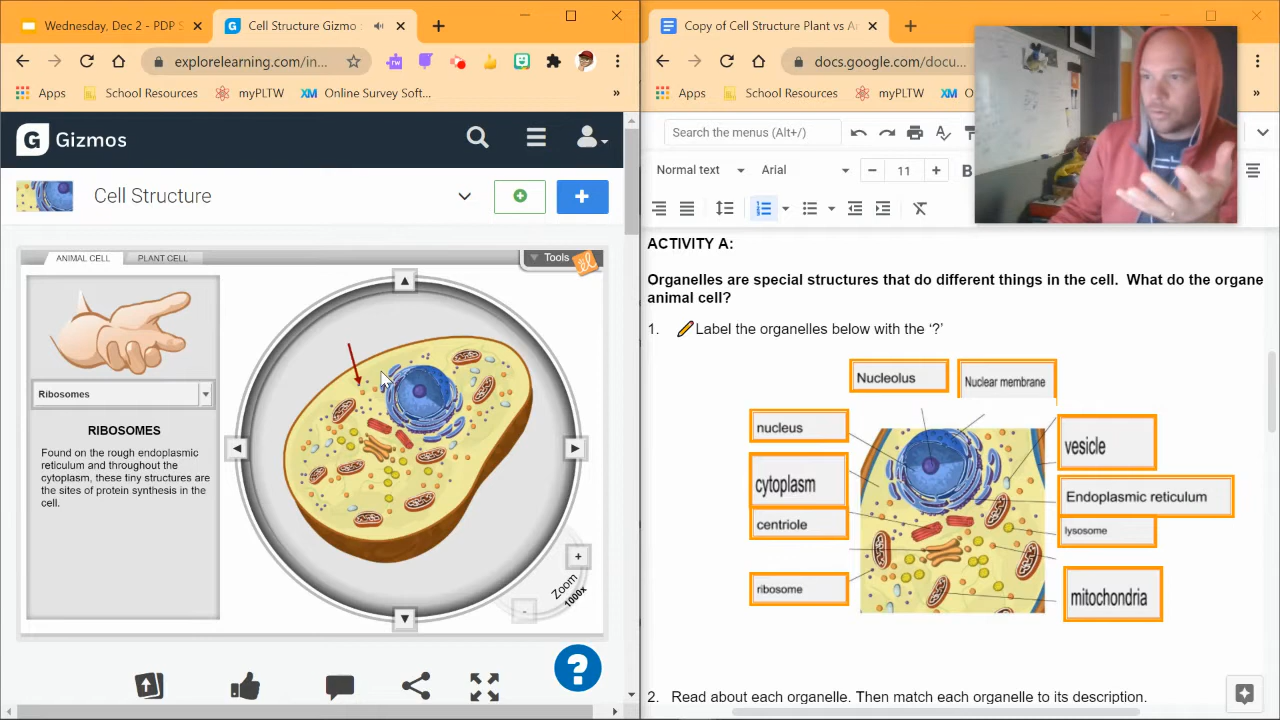 Wednesday, Dec 2 - PDP S
Cell Structure Gizmo :
explorelearning.com/in...
Apps
School Resources
myPLTW
XM Online Survey Soft...
»
G Gizmos
Cell Structure
ANIMAL CELL
PLANT CELL
Tools
Ribosomes
RIBOSOMES
Found on the rough endoplasmic
reticulum and throughout the
cytoplasm, these tiny structures are
the sites of protein synthesis in the
cell.
Zoom
1000x
?
Copy of Cell Structure Plant vs An
docs.google.com/docu...
Apps
School Resources
myPLTW
XM O
»
Search the menus (Alt+/)
Normal text
Arial
11
B
ACTIVITY A:
Organelles are special structures that do different things in the cell. What do the organe
animal cell?
1. Label the organelles below with the ‘?’
Nucleolus
Nuclear membrane
nucleus
vesicle
cytoplasm
Endoplasmic reticulum
centriole
lysosome
ribosome
mitochondria
2. Read about each organelle. Then match each organelle to its description.